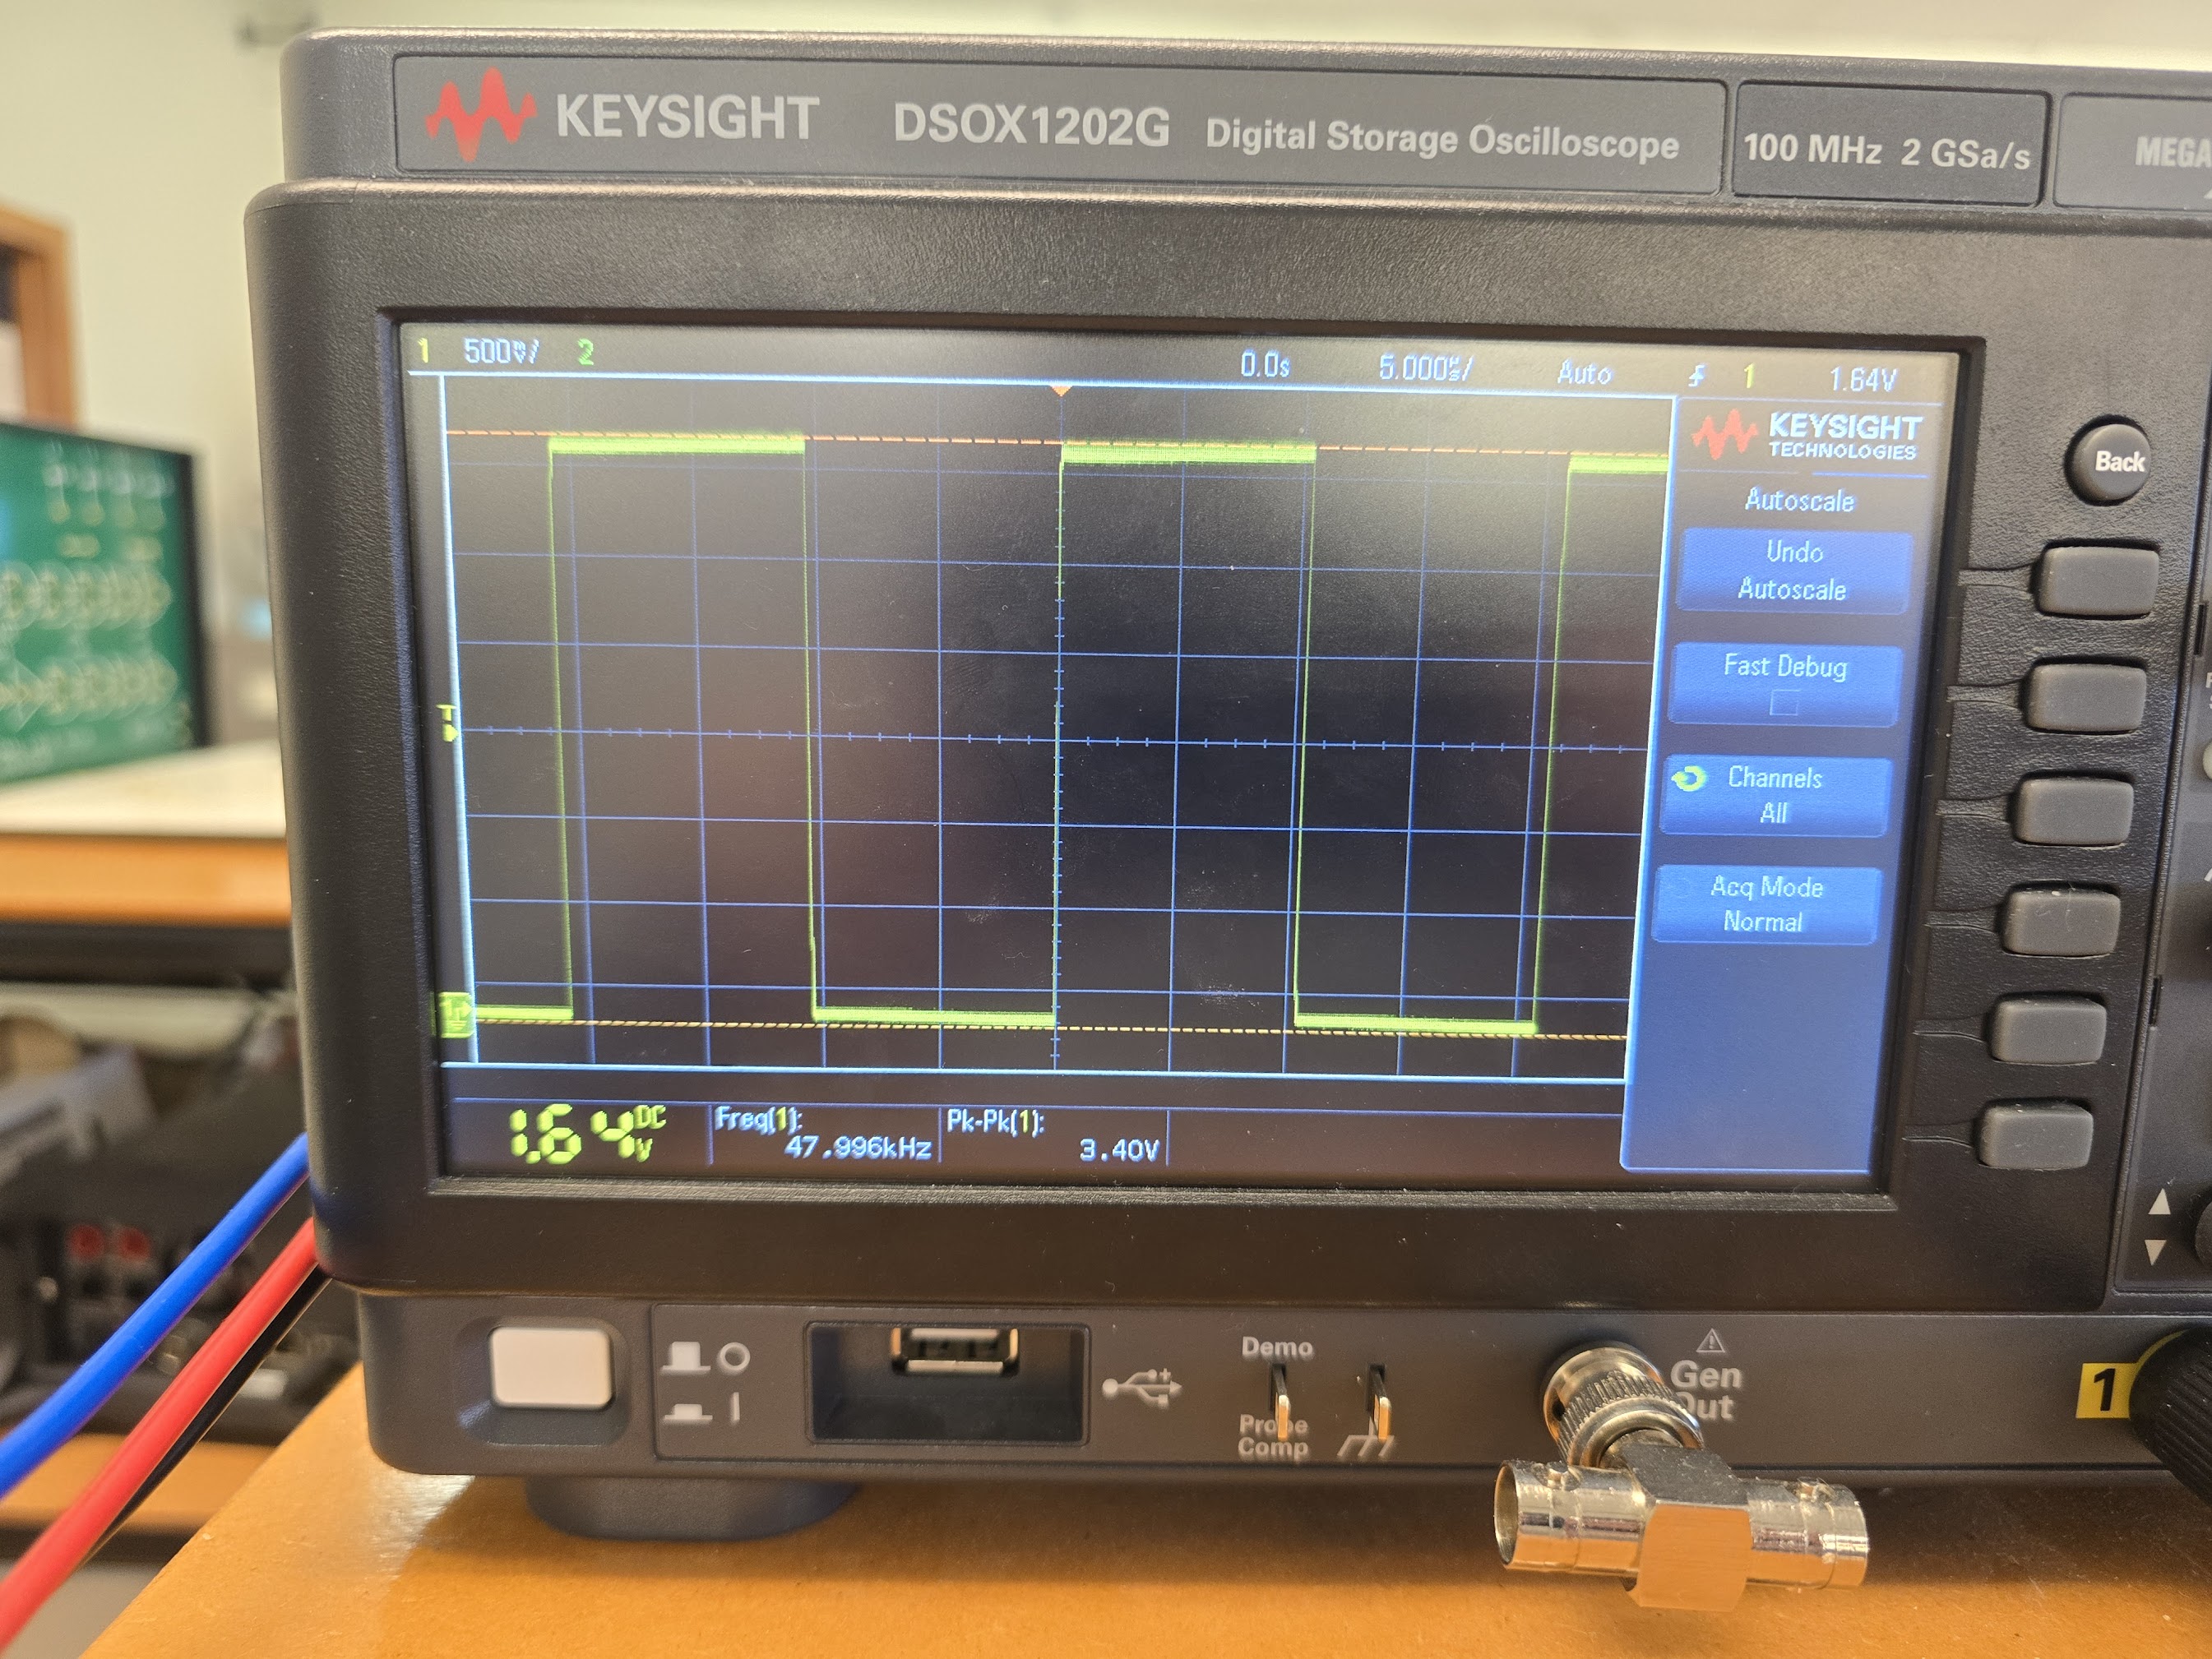 KEYSIGHT DSOX1202G Digital Storage Oscilloscope 100 MHz 2 GSa/s
1 500mV/ 2 0.0s 5.000µs/ Auto 1 1.64V
KEYSIGHT
TECHNOLOGIES
Autoscale
Undo
Autoscale
Fast Debug
Channels
All
Acq Mode
Normal
T
Back
1.64 DC V
Freq(1):
47.996kHz
Pk-Pk(1):
3.40V
Demo
Probe
Comp
Gen
Out
1